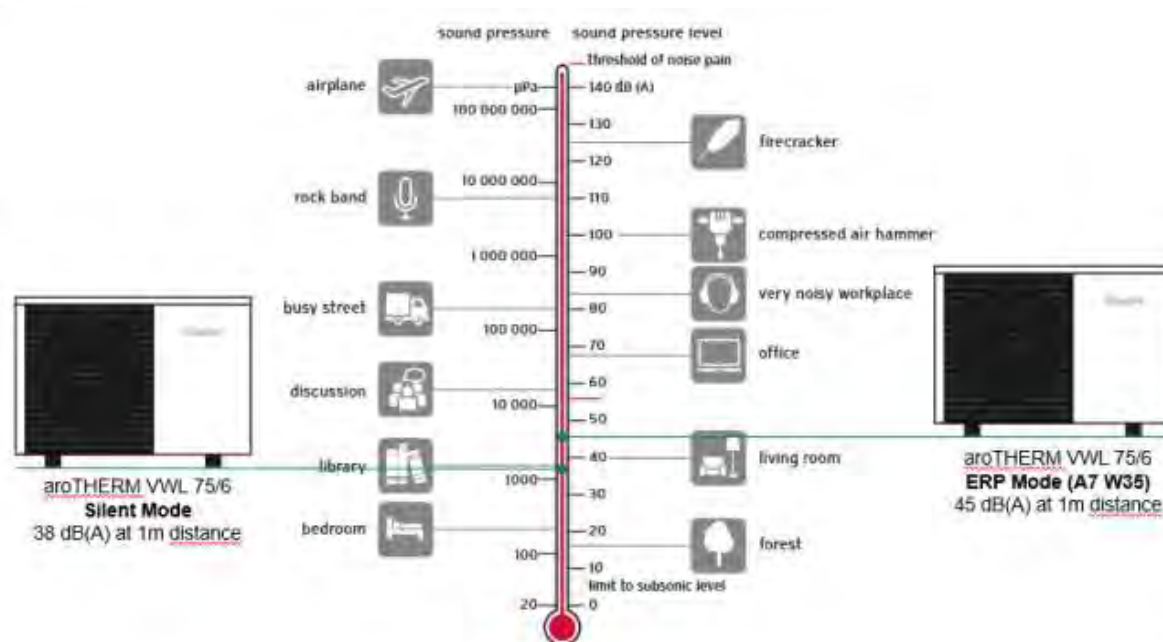 sound pressure
sound pressure level
threshold of noise pain
airplane
µPa
140 dB (A)
100 000 000
130
firecracker
120
10 000 000
rock band
110
100
compressed air hammer
1 000 000
90
very noisy workplace
busy street
80
100 000
70
office
60
discussion
10 000
50
library
40
living room
1000
30
bedroom
20
forest
100
10
limit to subsonic level
20
0
aroTHERM VWL 75/6
Silent Mode
38 dB(A) at 1m distance
aroTHERM VWL 75/6
ERP Mode (A7 W35)
45 dB(A) at 1m distance